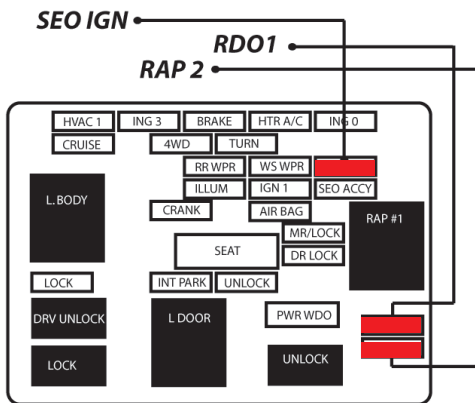 SEO IGN
RDO1
RAP 2
HVAC 1 ING 3 BRAKE HTR A/C ING 0
CRUISE 4WD TURN
RR WPR WS WPR
L. BODY ILLUM IGN 1 SEO ACCY
CRANK AIR BAG RAP #1
MR/LOCK
SEAT DR LOCK
LOCK INT PARK UNLOCK
DRV UNLOCK L DOOR PWR WDO
LOCK UNLOCK